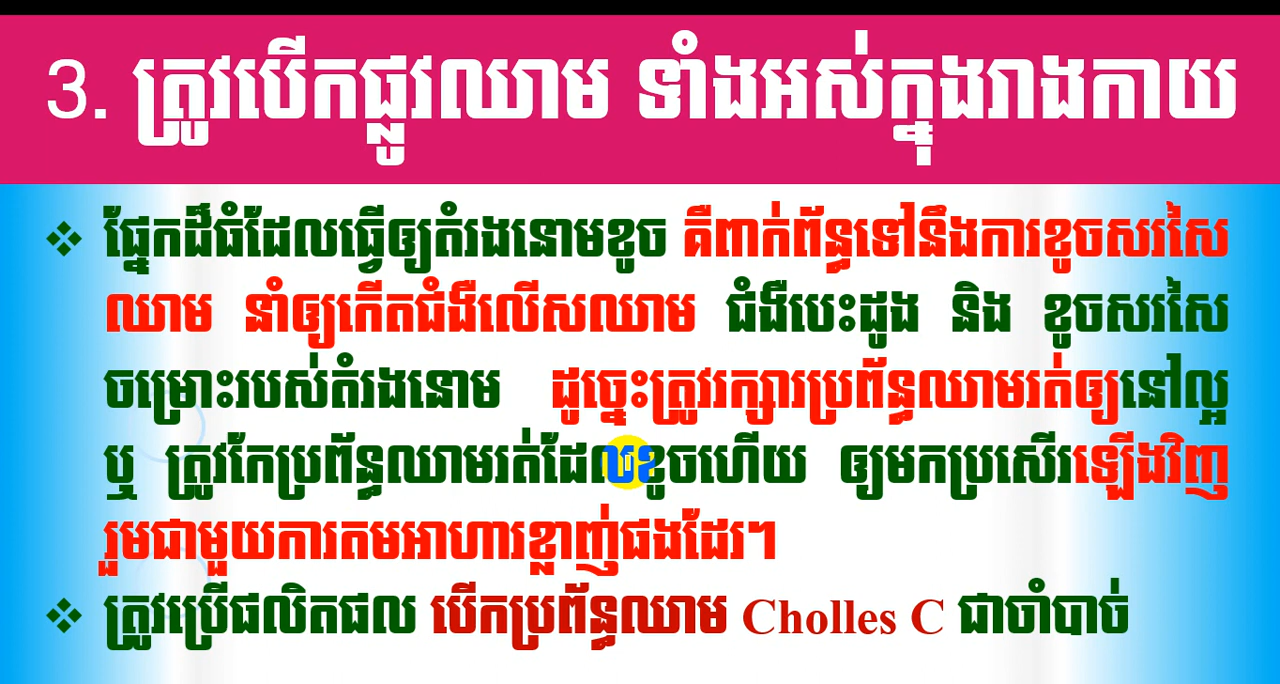 3. ត្រូវបើកផ្លូវឈាម ទាំងអស់ក្នុងរាងកាយ
❖ ផ្នែកដ៏ធំដែលធ្វើឲ្យតំរងនោមខូច គឺពាក់ព័ន្ធទៅនឹងការខូចសរសៃ
ឈាម នាំឲ្យកើតជំងឺលើសឈាម ជំងឺបេះដូង និង ខូចសរសៃ
ចម្រោះរបស់តំរងនោម ដូច្នេះត្រូវរក្សារប្រព័ន្ធឈាមរត់ឲ្យនៅល្អ
ឬ ត្រូវកែប្រព័ន្ធឈាមរត់ដែលខូចហើយ ឲ្យមកប្រសើរឡើងវិញ
រួមជាមួយការតមអាហារខ្លាញ់ផងដែរ។
❖ ត្រូវប្រើផលិតផល បើកប្រព័ន្ធឈាម Cholles C ជាចាំបាច់